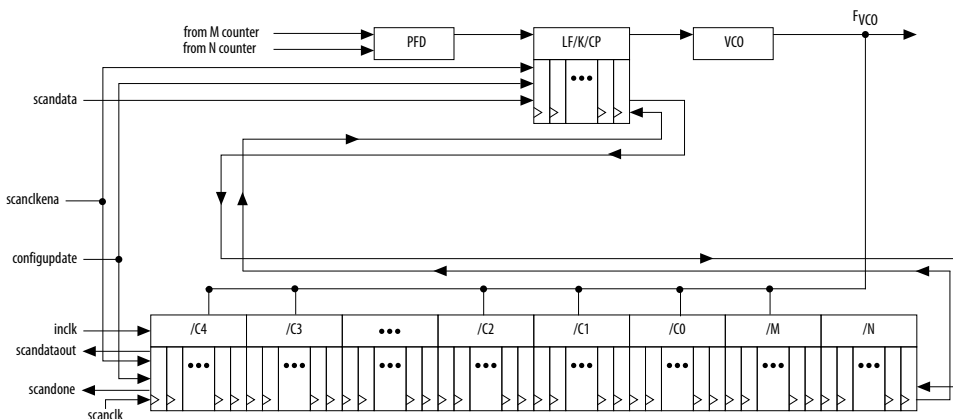 from M counter
from N counter
PFD
LF/K/CP
VCO
FVCO
scandata
scanclkena
configupdate
inclk
/C4
/C3
/C2
/C1
/C0
/M
/N
scandataout
scandone
scanclk